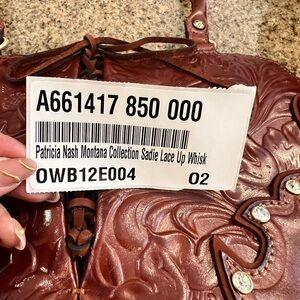 A661417 850 000
Patricia Nash Montana Collection Sadie Lace Up Whisk
OWB12E004 02